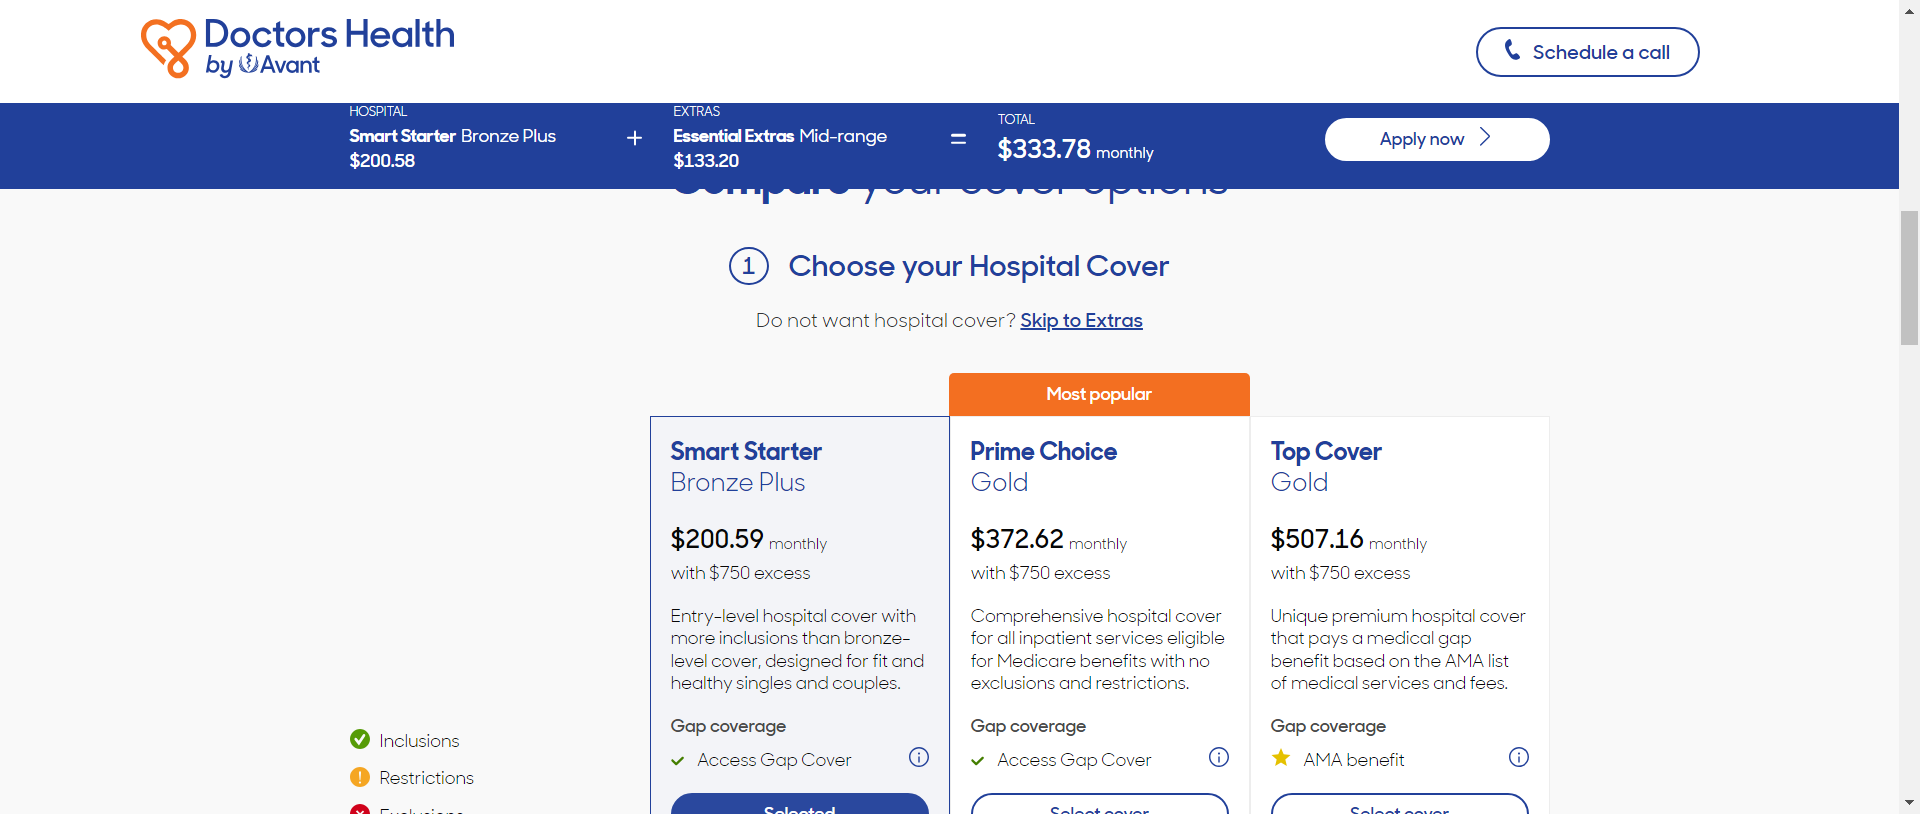 Doctors Health
by Avant
Schedule a call
HOSPITAL
Smart Starter Bronze Plus
$200.58
+
EXTRAS
Essential Extras Mid-range
$133.20
=
TOTAL
$333.78 monthly
Apply now
Compare your cover options
1 Choose your Hospital Cover
Do not want hospital cover? Skip to Extras
Most popular
Smart Starter
Bronze Plus
$200.59 monthly
with $750 excess
Entry-level hospital cover with
more inclusions than bronze-
level cover, designed for fit and
healthy singles and couples.
Gap coverage
Access Gap Cover
Selected
Prime Choice
Gold
$372.62 monthly
with $750 excess
Comprehensive hospital cover
for all inpatient services eligible
for Medicare benefits with no
exclusions and restrictions.
Gap coverage
Access Gap Cover
Select cover
Top Cover
Gold
$507.16 monthly
with $750 excess
Unique premium hospital cover
that pays a medical gap
benefit based on the AMA list
of medical services and fees.
Gap coverage
AMA benefit
Select cover
Inclusions
Restrictions
Exclusions